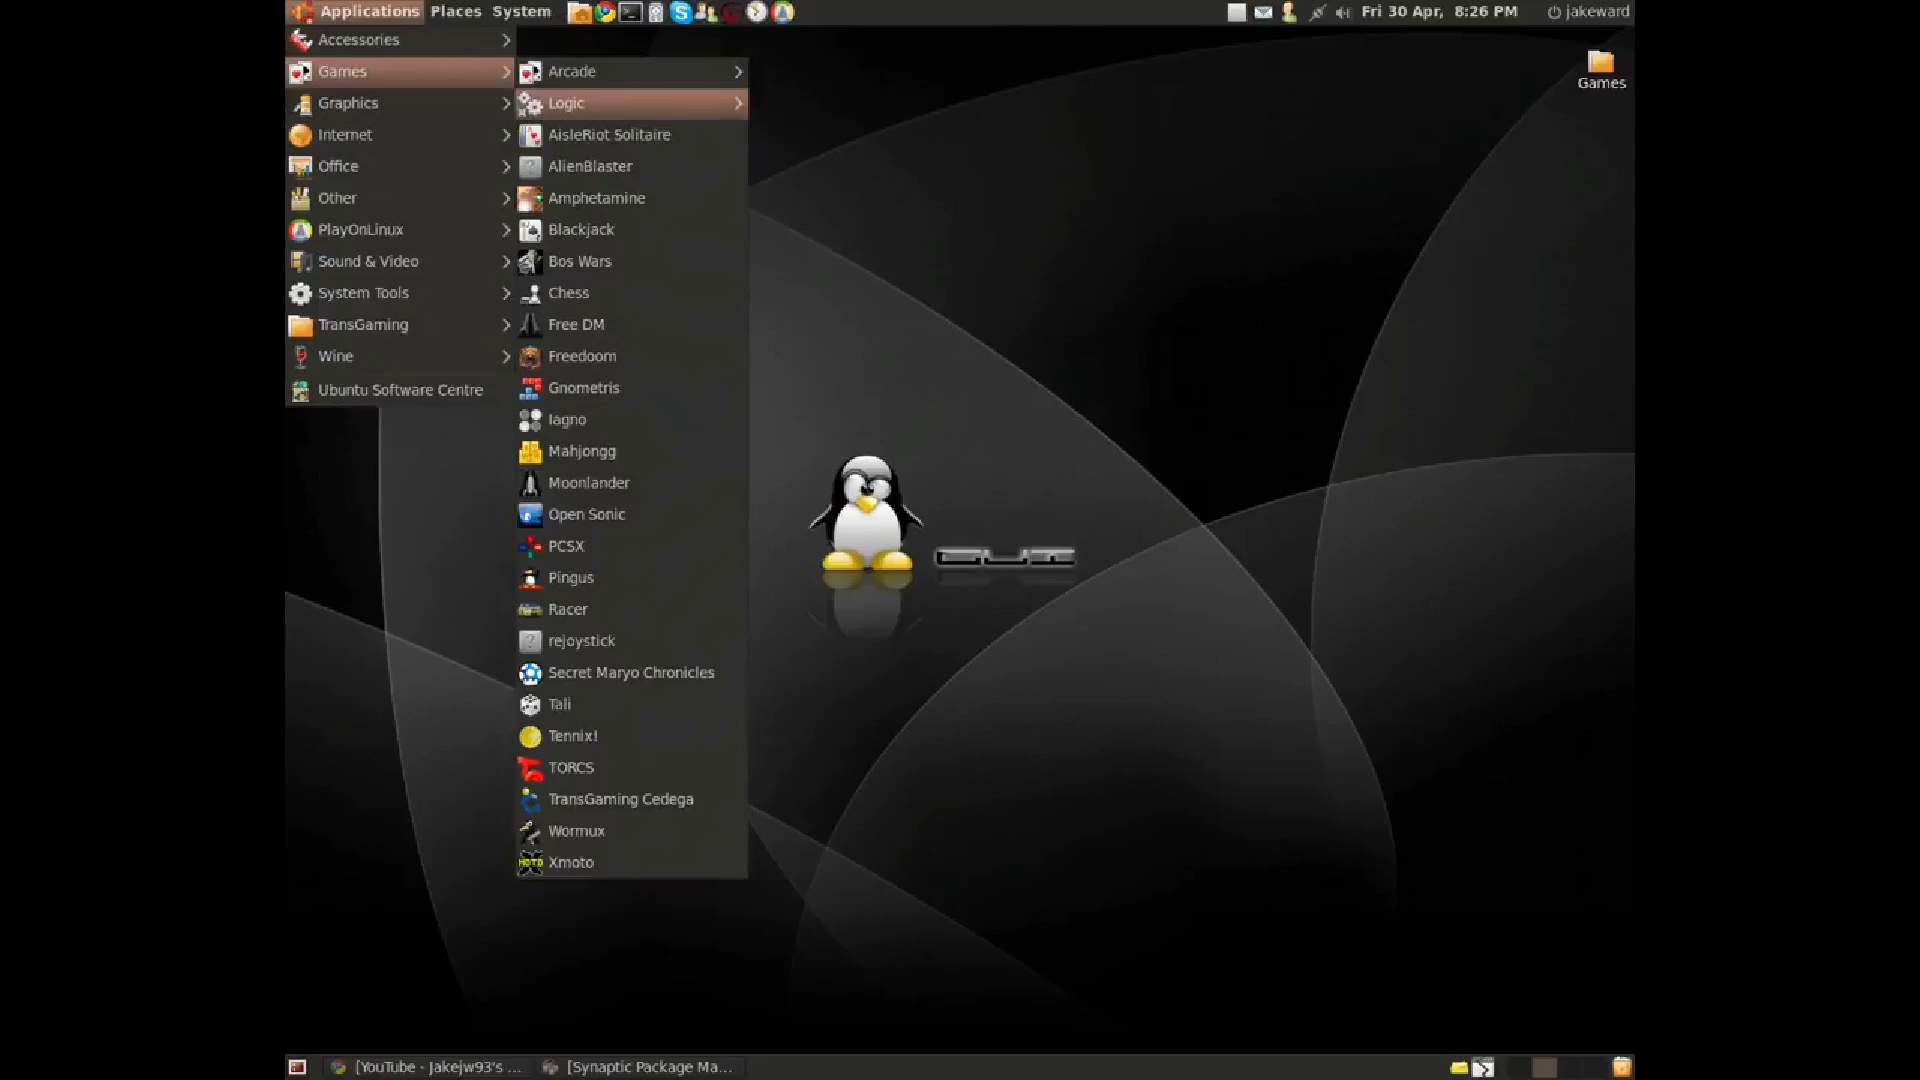 Applications Places System Fri 30 Apr, 8:26 PM jakeward
Accessories
Games
Graphics
Internet
Office
Other
PlayOnLinux
Sound & Video
System Tools
TransGaming
Wine
Ubuntu Software Centre
Arcade
Logic
AisleRiot Solitaire
AlienBlaster
Amphetamine
Blackjack
Bos Wars
Chess
Free DM
Freedoom
Gnometris
Iagno
Mahjongg
Moonlander
Open Sonic
PCSX
Pingus
Racer
rejoystick
Secret Maryo Chronicles
Tali
Tennix!
TORCS
TransGaming Cedega
Wormux
Xmoto
Games
[YouTube - Jakejw93's ... [Synaptic Package Ma...